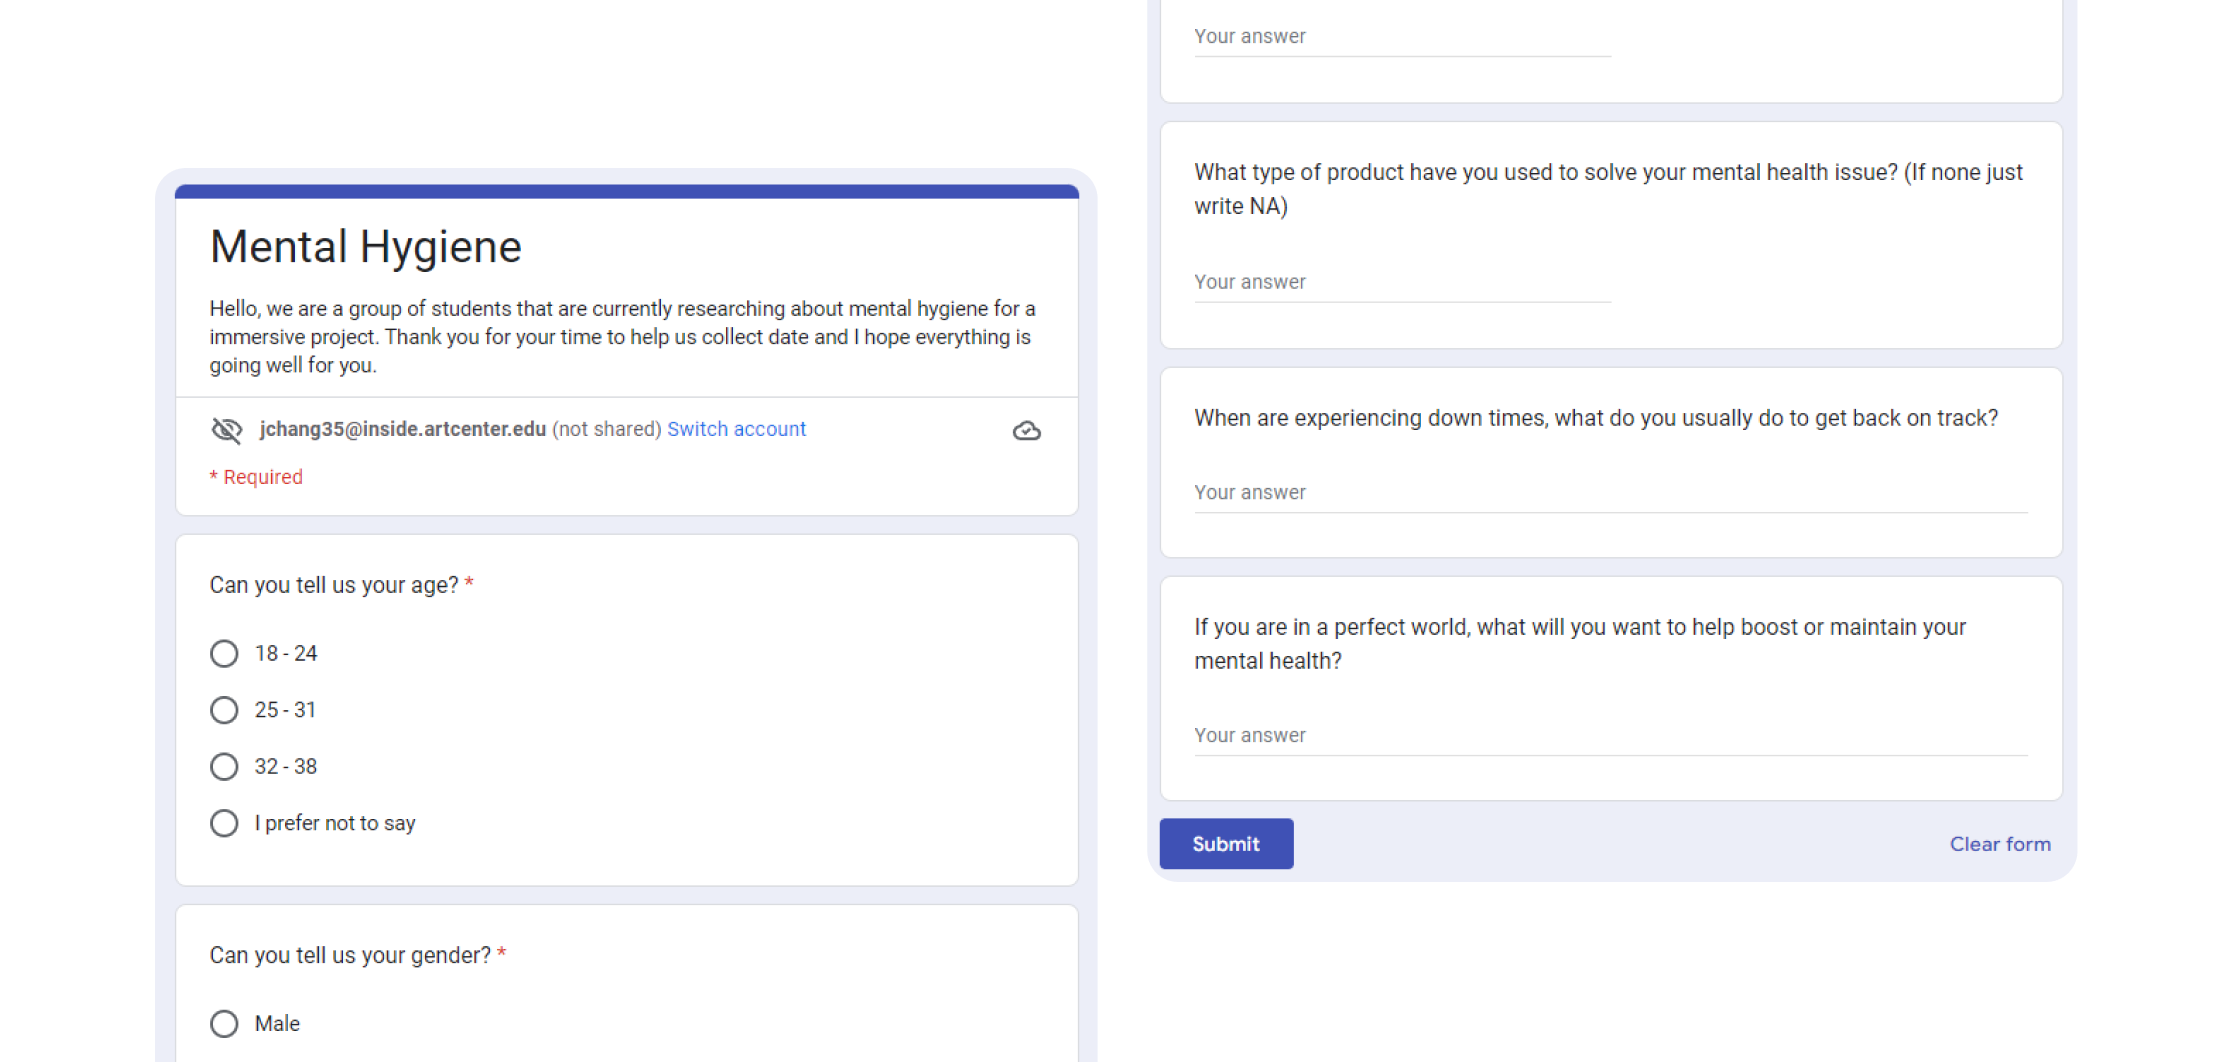 Mental Hygiene
Hello, we are a group of students that are currently researching about mental hygiene for a
immersive project. Thank you for your time to help us collect date and I hope everything is
going well for you.
jchang35@inside.artcenter.edu (not shared) Switch account
* Required
Can you tell us your age? *
18 - 24
25 - 31
32 - 38
I prefer not to say
Can you tell us your gender? *
Male
Your answer
What type of product have you used to solve your mental health issue? (If none just
write NA)
Your answer
When are experiencing down times, what do you usually do to get back on track?
Your answer
If you are in a perfect world, what will you want to help boost or maintain your
mental health?
Your answer
Submit
Clear form